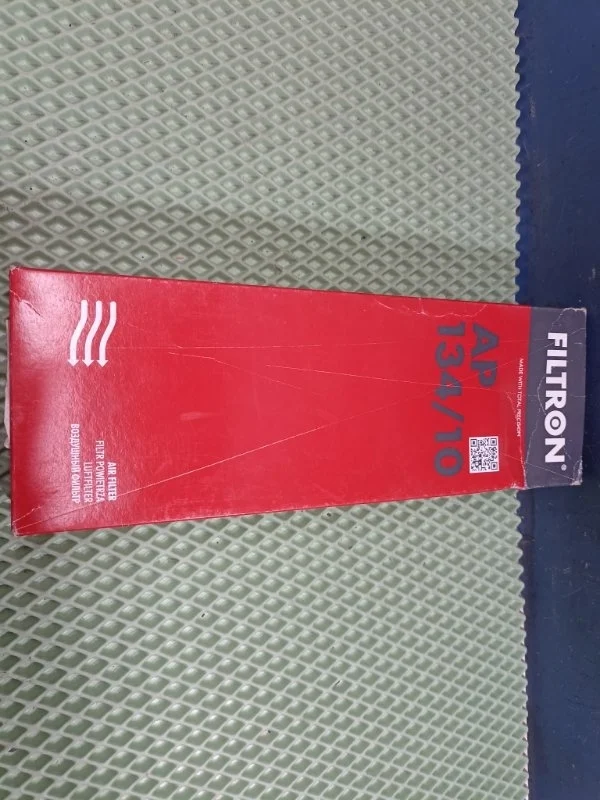 FILTRON®
MADE WITH TOTAL PRECISION
AP
134/10
AIR FILTER
FILTR POWIETRZA
LUFTFILTER
ВОЗДУШНЫЙ ФИЛЬТР